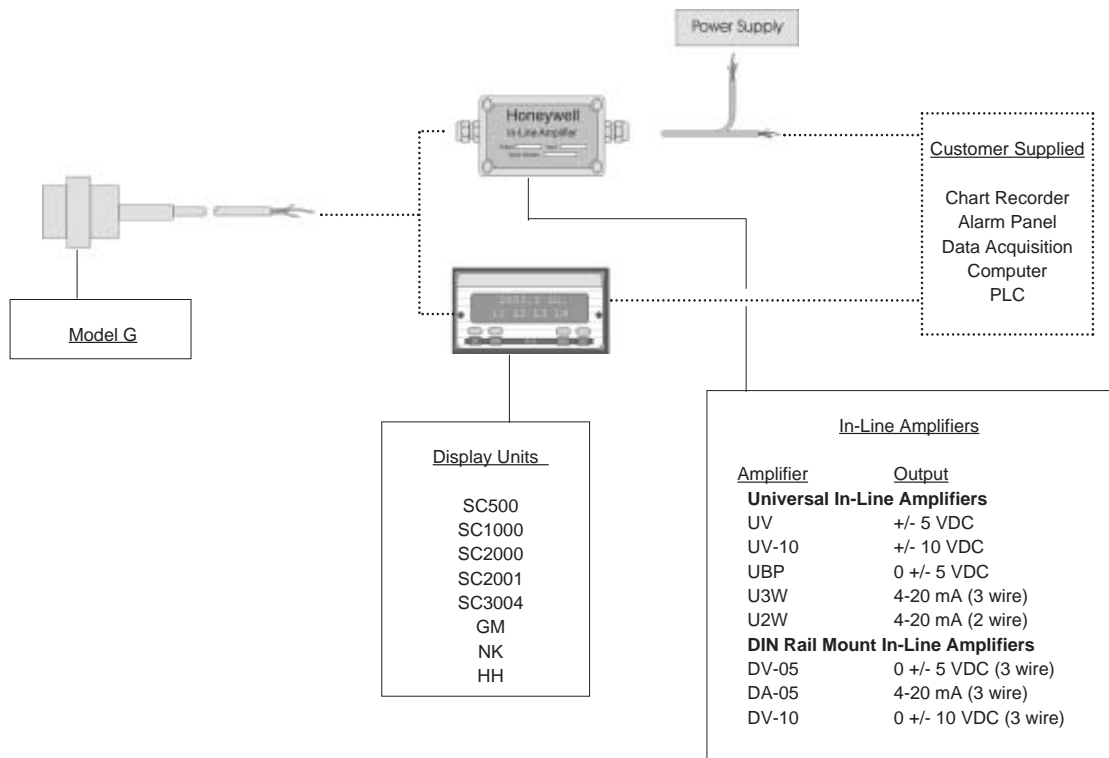 Power Supply
Honeywell
In-Line Amplifier
Customer Supplied
Chart Recorder
Alarm Panel
Data Acquisition
Computer
PLC
Model G
Display Units
SC500
SC1000
SC2000
SC2001
SC3004
GM
NK
HH
In-Line Amplifiers
Amplifier Output
Universal In-Line Amplifiers
UV +/- 5 VDC
UV-10 +/- 10 VDC
UBP 0 +/- 5 VDC
U3W 4-20 mA (3 wire)
U2W 4-20 mA (2 wire)
DIN Rail Mount In-Line Amplifiers
DV-05 0 +/- 5 VDC (3 wire)
DA-05 4-20 mA (3 wire)
DV-10 0 +/- 10 VDC (3 wire)